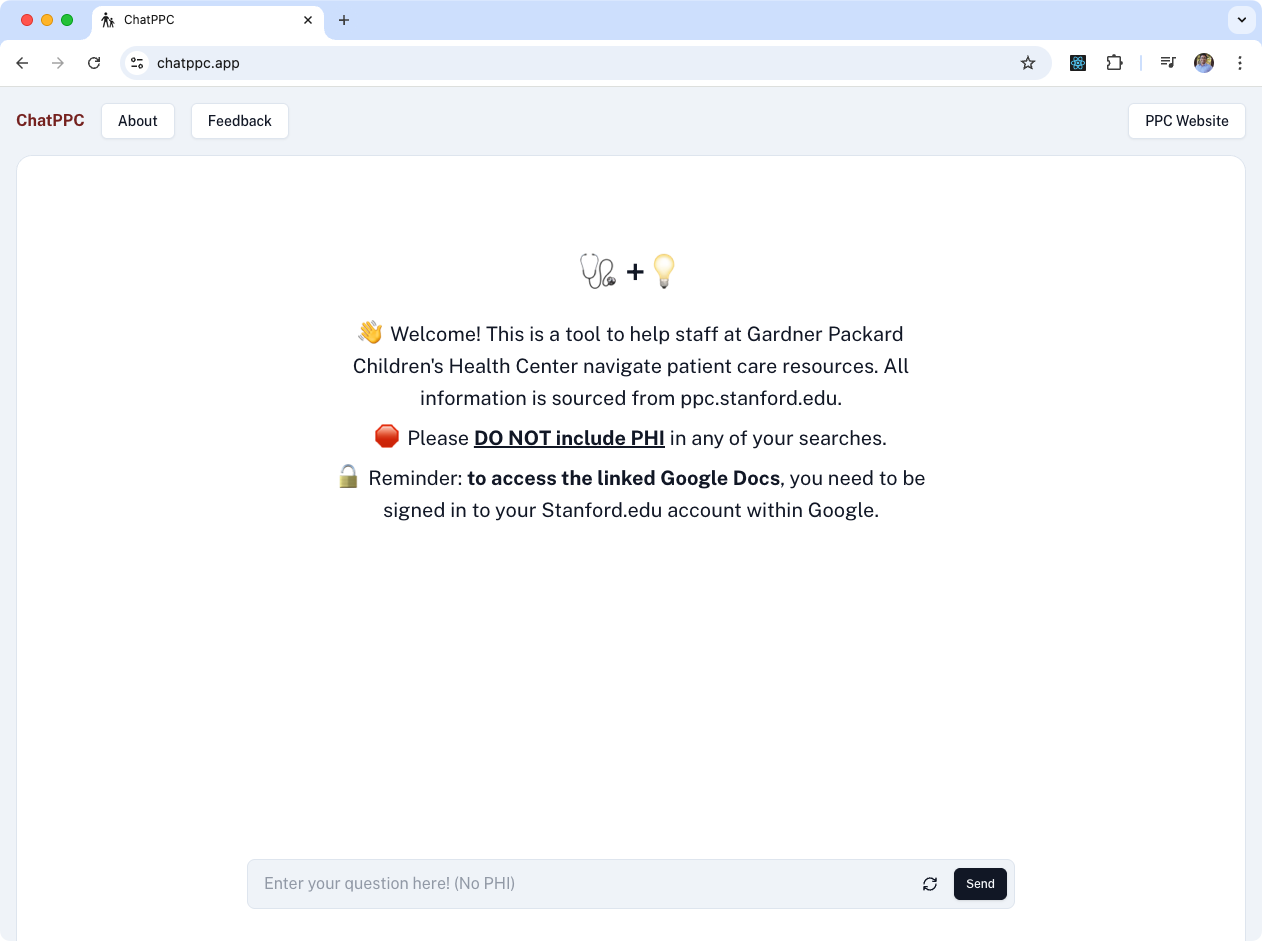 ChatPPC
chatppc.app
ChatPPC
About
Feedback
PPC Website
+
Welcome! This is a tool to help staff at Gardner Packard
Children's Health Center navigate patient care resources. All
information is sourced from ppc.stanford.edu.
Please DO NOT include PHI in any of your searches.
Reminder: to access the linked Google Docs, you need to be
signed in to your Stanford.edu account within Google.
Enter your question here! (No PHI)
Send